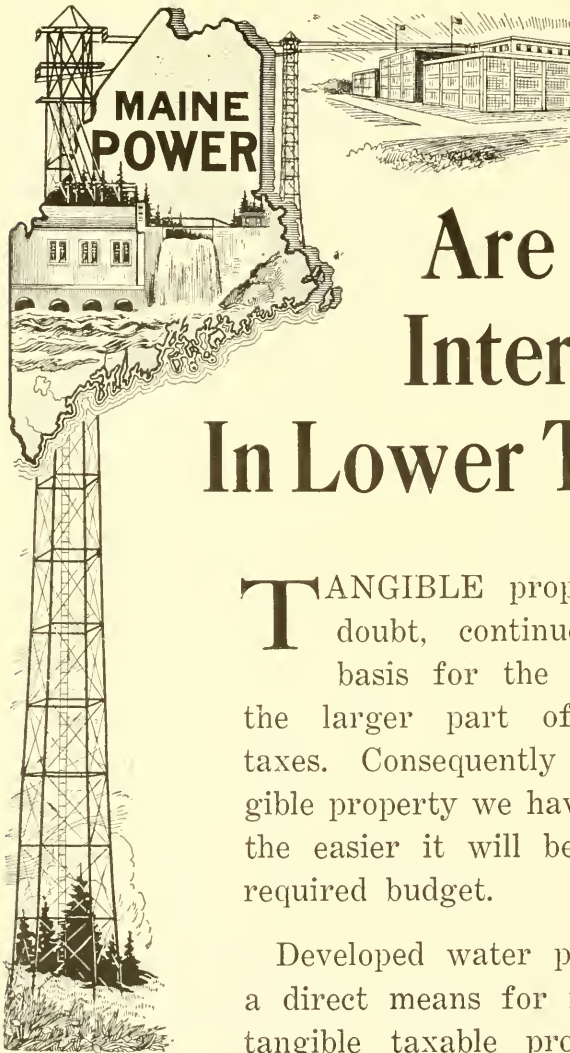 MAINE
POWER
Are
Inter
In Lower T
TANGIBLE prop
doubt, continue
basis for the
the larger part of
taxes. Consequently
gible property we hav
the easier it will be
required budget.
Developed water p
a direct means for
tangible taxable pro